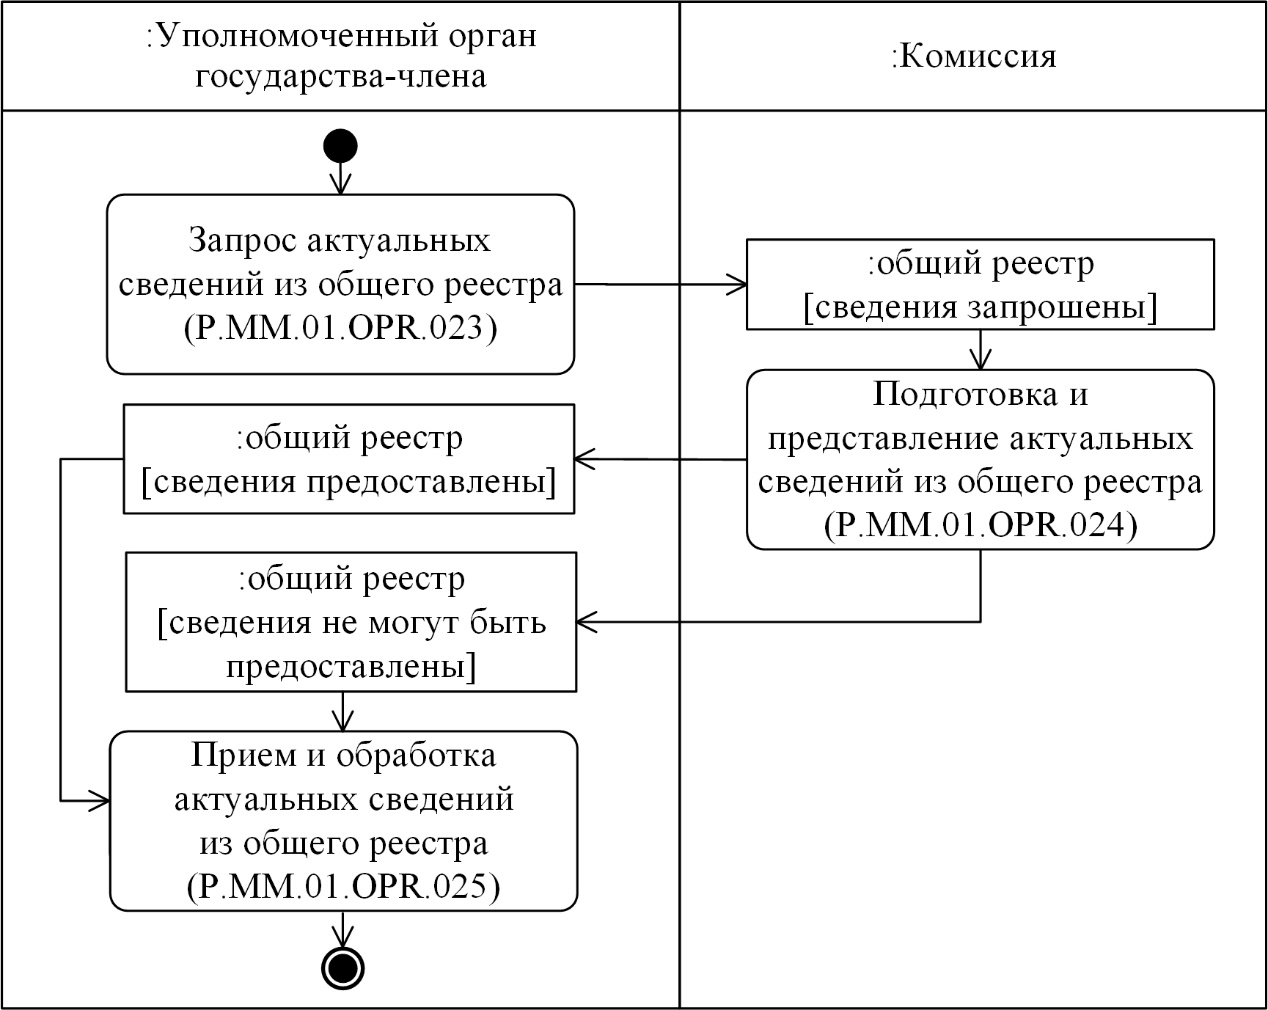 :Уполномоченный орган
государства-члена
:Комиссия
Запрос актуальных
сведений из общего реестра
(P.MM.01.OPR.023)
:общий реестр
[сведения запрошены]
Подготовка и
представление актуальных
сведений из общего реестра
(P.MM.01.OPR.024)
:общий реестр
[сведения предоставлены]
:общий реестр
[сведения не могут быть
предоставлены]
Прием и обработка
актуальных сведений
из общего реестра
(P.MM.01.OPR.025)